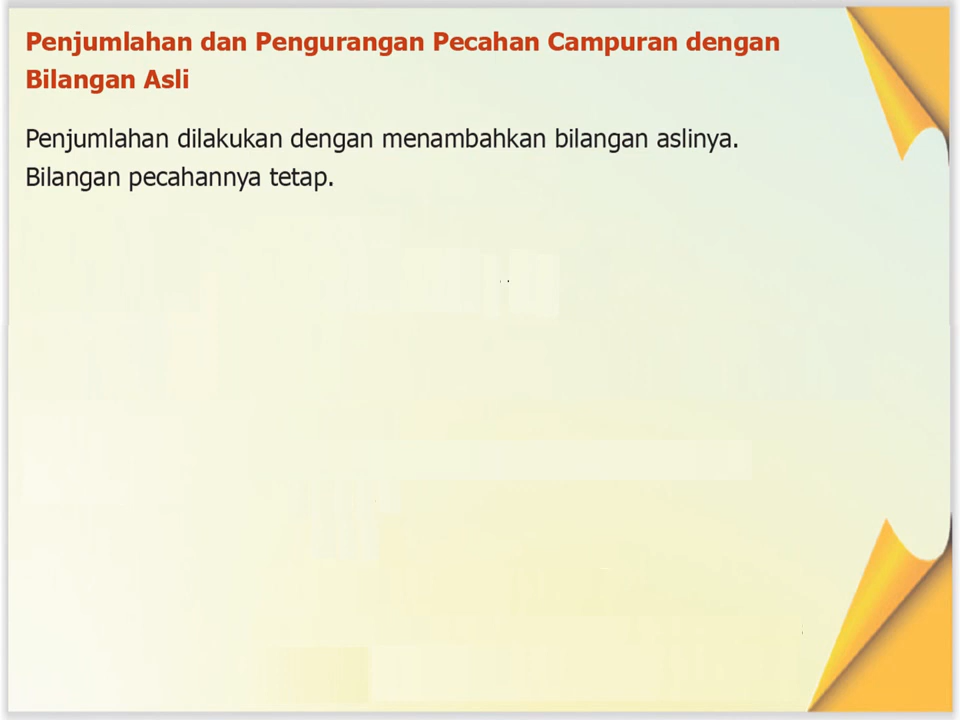 Penjumlahan dan Pengurangan Pecahan Campuran dengan
Bilangan Asli
Penjumlahan dilakukan dengan menambahkan bilangan aslinya.
Bilangan pecahannya tetap.